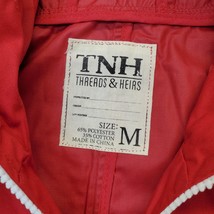 TNH
THREADS & HEIRS
SIZE: M
65% POLYESTER
35% COTTON
MADE IN CHINA